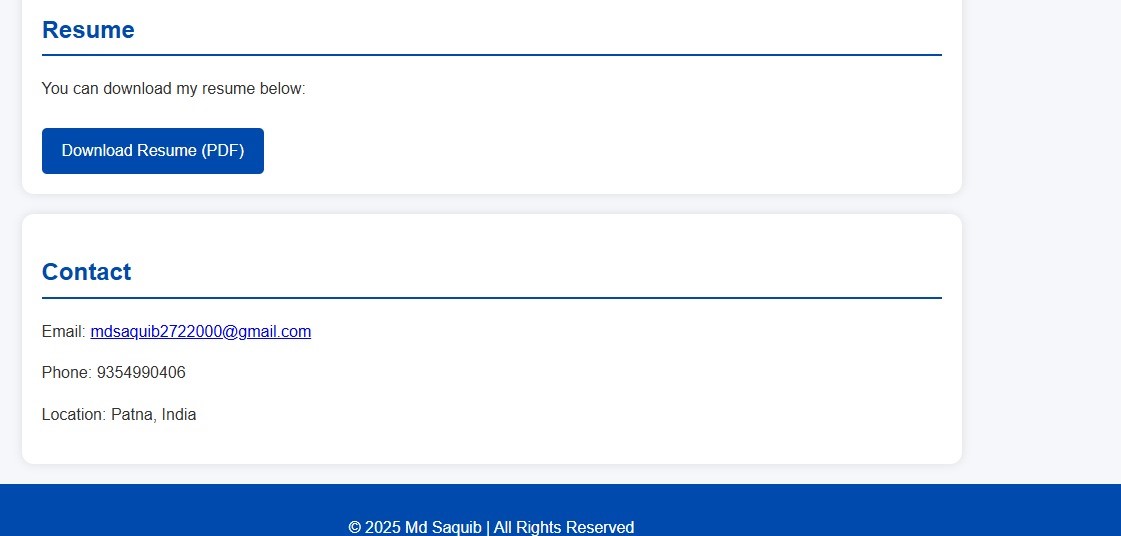 Resume
You can download my resume below:
Download Resume (PDF)
Contact
Email: mdsaquib2722000@gmail.com
Phone: 9354990406
Location: Patna, India
© 2025 Md Saquib | All Rights Reserved